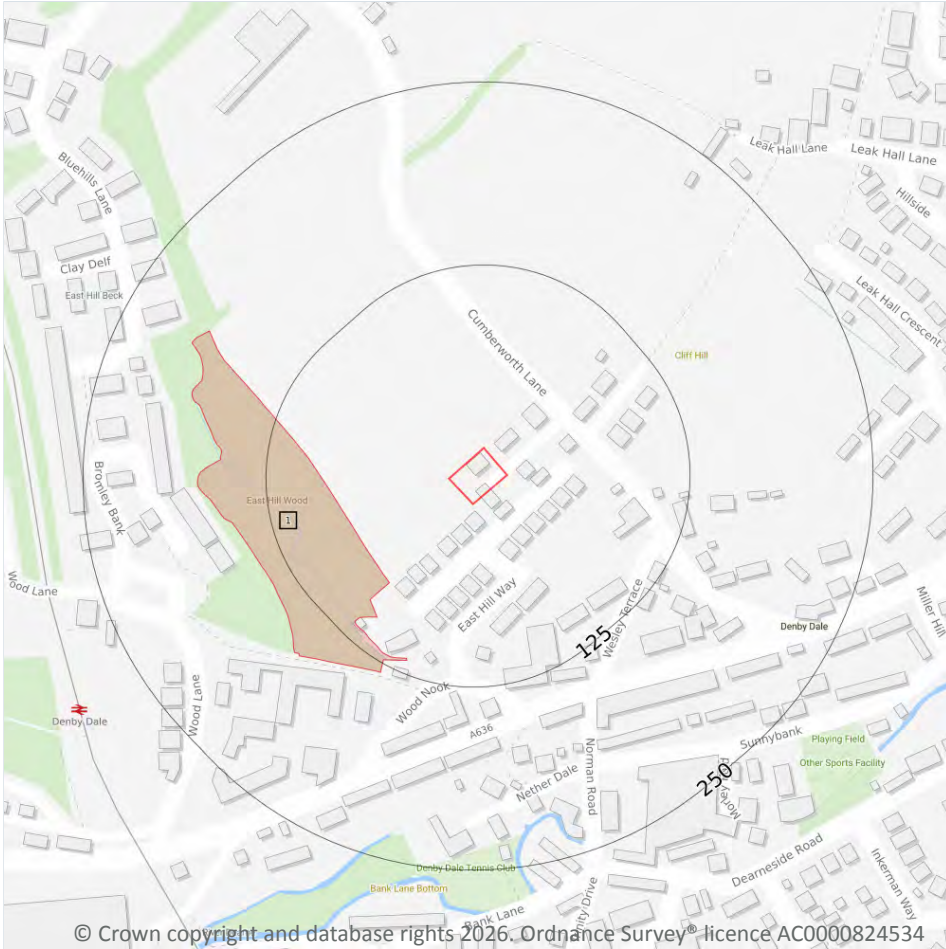 Leak Hall Lane
Leak Hall Lane
Bluehills Lane
Hillside
Clay Delf
East Hill Beck
Leak Hall Crescent
Cumberworth Lane
Cliff Hill
Bromley Bank
East Hill Wood
1
Wood Lane
East Hill Way
Wesley Terrace
Miller Hill
125
Denby Dale
Wood Lane
Wood Nook
Denby Dale
A636
Sunnybank
Playing Field
Other Sports Facility
Norman Road
250
Nether Dale
Dearneside Road
Inkerman Way
Denby Dale Tennis Club
Bank Lane Bottom
Bank Lane
© Crown copyright and database rights 2026. Ordnance Survey® licence AC0000824534